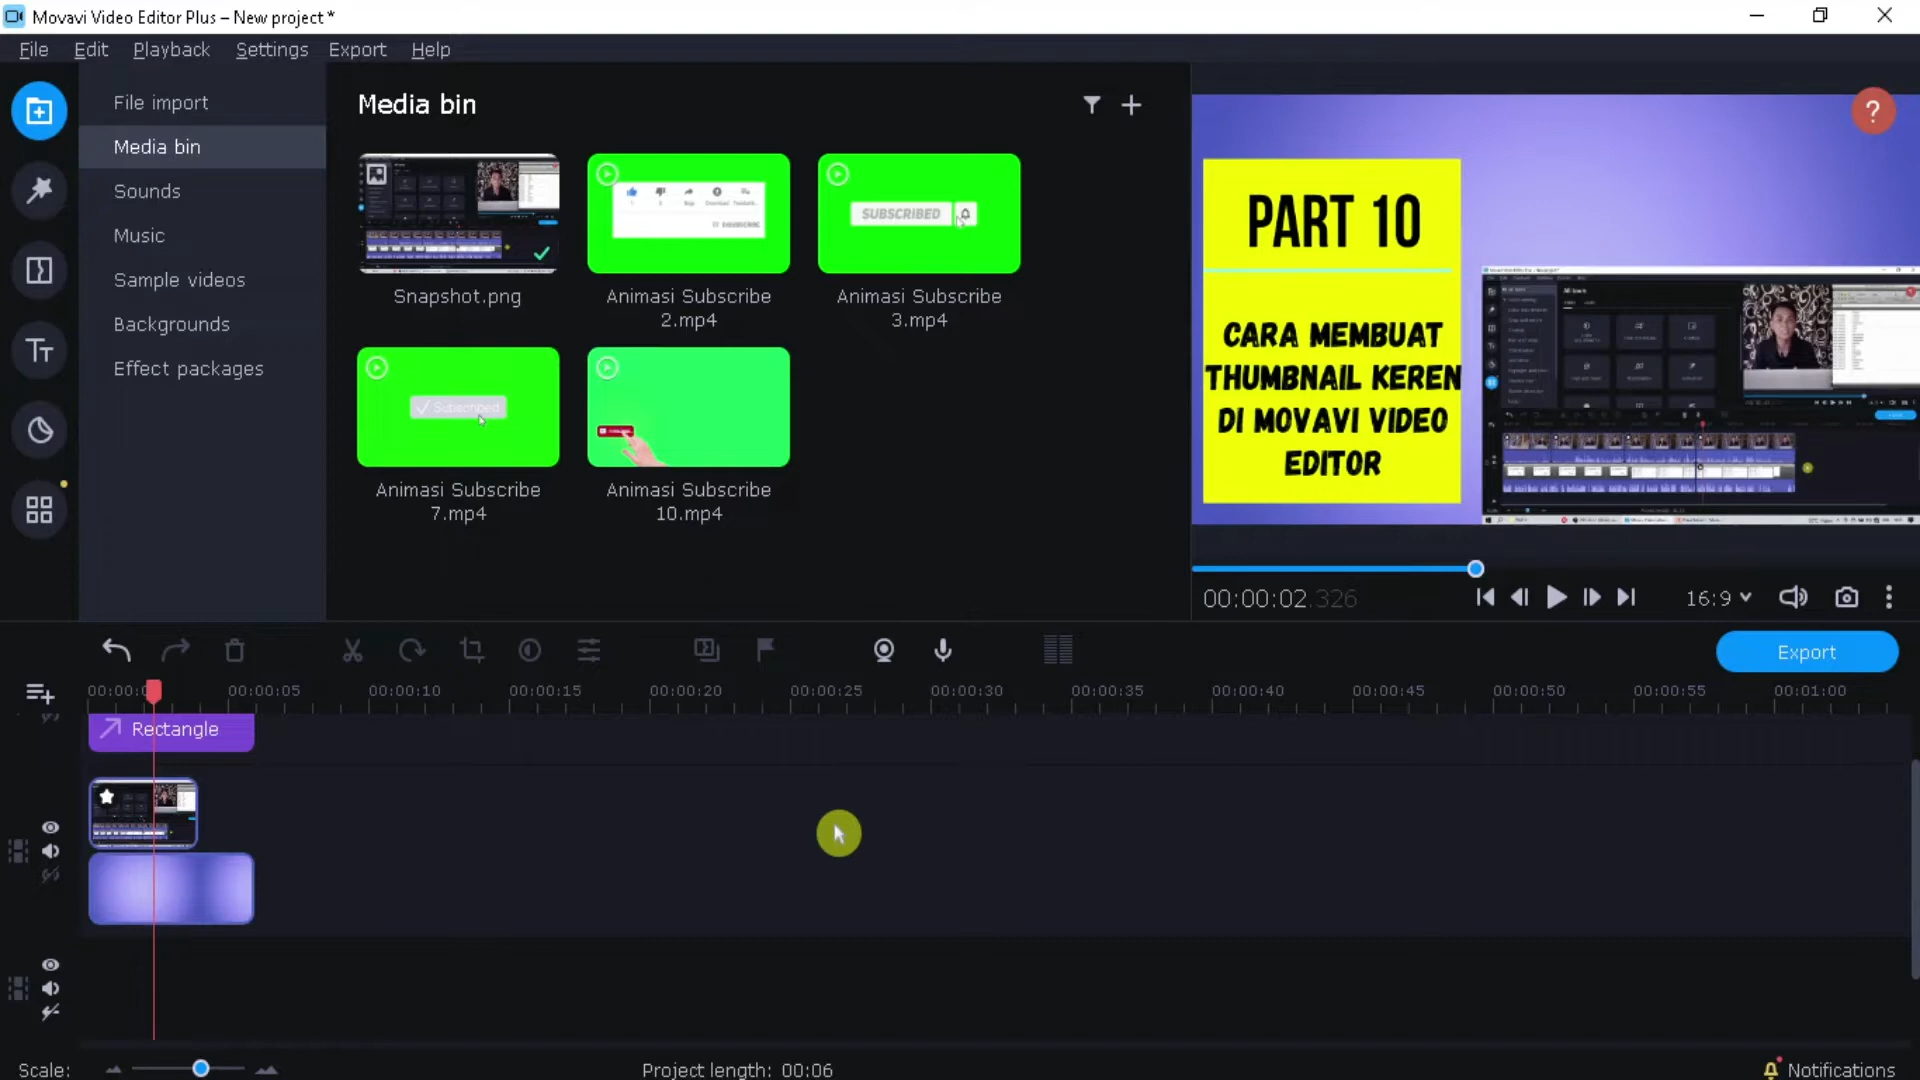 Movavi Video Editor Plus – New project *
File Edit Playback Settings Export Help
File import
Media bin
Sounds
Music
Sample videos
Backgrounds
Effect packages
Media bin
Snapshot.png
SUBSCRIBED
Animasi Subscribe
2.mp4
Animasi Subscribe
3.mp4
Subscribed
Animasi Subscribe
7.mp4
Animasi Subscribe
10.mp4
?
PART 10
CARA MEMBUAT
THUMBNAIL KEREN
DI MOVAVI VIDEO
EDITOR
00:00:02.326
16:9
Export
00:00:05 00:00:10 00:00:15 00:00:20 00:00:25 00:00:30 00:00:35 00:00:40 00:00:45 00:00:50 00:00:55 00:01:00
Rectangle
Scale:
Project length: 00:06
Notifications